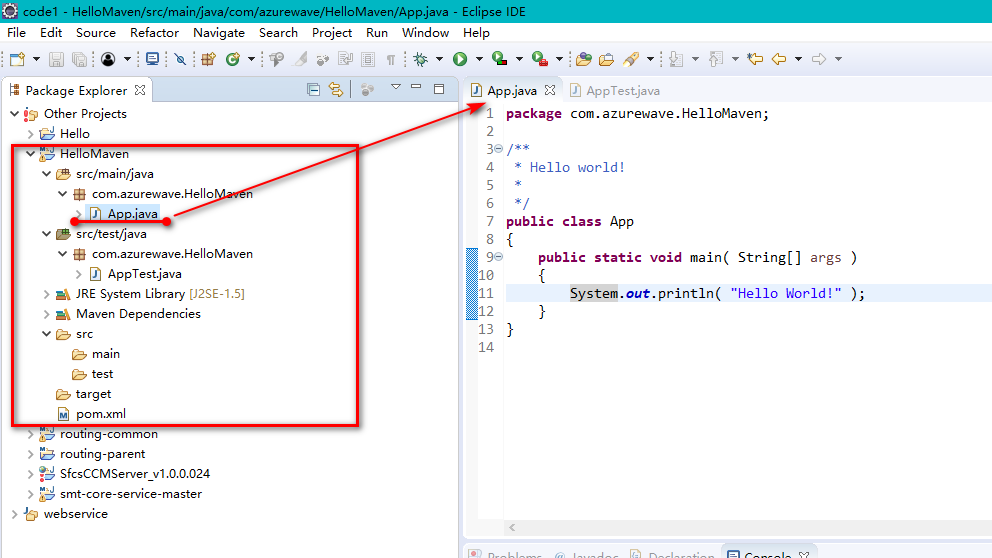 code1 - HelloMaven/src/main/java/com/azurewave/HelloMaven/App.java - Eclipse IDE
File Edit Source Refactor Navigate Search Project Run Window Help
Package Explorer
Other Projects
Hello
HelloMaven
src/main/java
com.azurewave.HelloMaven
App.java
src/test/java
com.azurewave.HelloMaven
AppTest.java
JRE System Library [J2SE-1.5]
Maven Dependencies
src
main
test
target
pom.xml
routing-common
routing-parent
SfcsCCMServer_v1.0.0.024
smt-core-service-master
webservice
App.java AppTest.java
1 package com.azurewave.HelloMaven;
2
3 /**
4 * Hello world!
5 *
6 */
7 public class App
8 {
9 public static void main( String[] args )
10 {
11 System.out.println( "Hello World!" );
12 }
13 }
14
Problems @ Javadoc Declaration Console